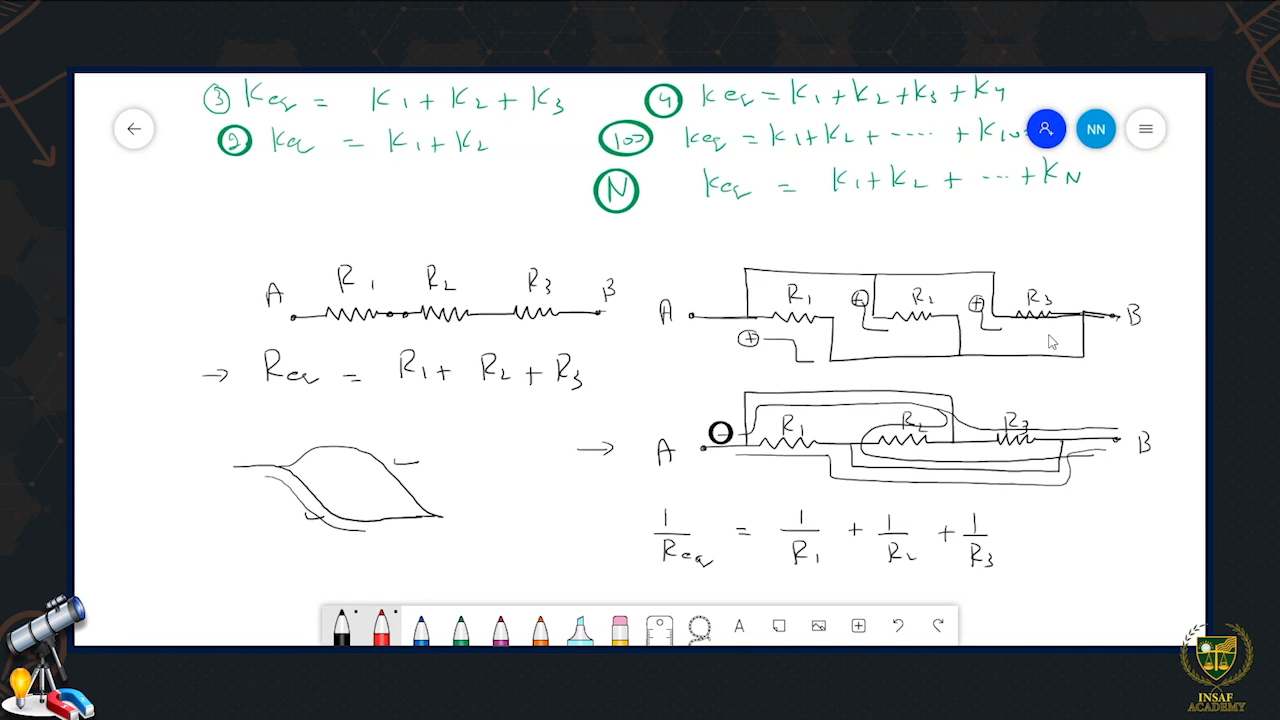 ③ Keq = K1 + K2 + K3
② Keq = K1 + K2
④ Keq = K1 + K2 + K3 + K4
100 Keq = K1 + K2 + ..... + K100
N Keq = K1 + K2 + ... + KN
NN
A R1 R2 R3 B
→ Req = R1 + R2 + R3
A R1 + R2 + R3 B
+
→ A − R1 R2 R3 B
1/Req = 1/R1 + 1/R2 + 1/R3
A
INSAF
ACADEMY